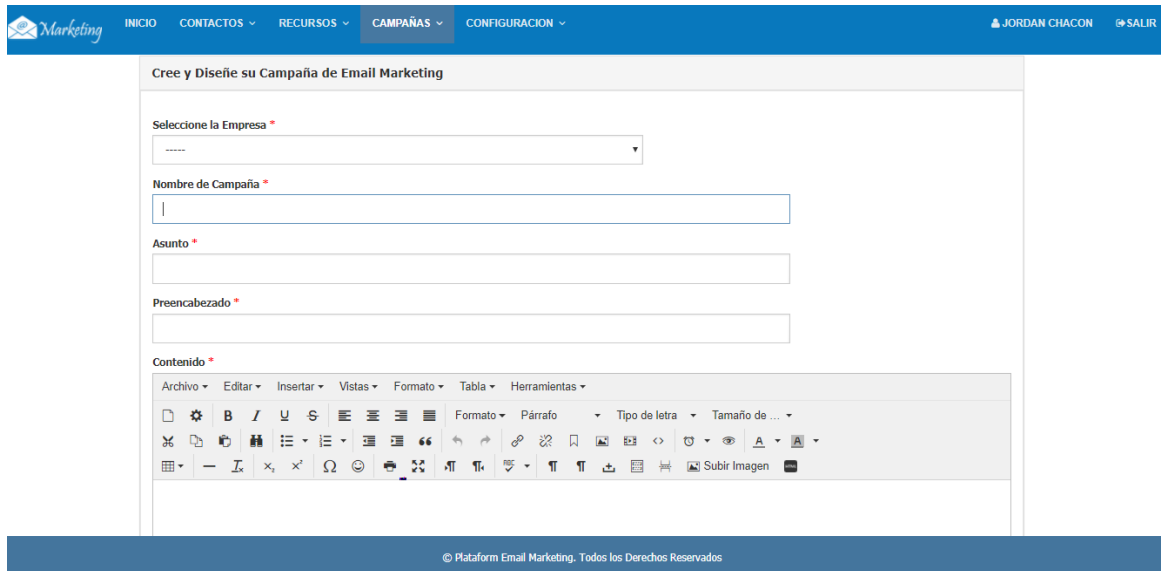 Marketing INICIO CONTACTOS RECURSOS CAMPAÑAS CONFIGURACION JORDAN CHACON SALIR
Cree y Diseñe su Campaña de Email Marketing
Seleccione la Empresa *
-----
Nombre de Campaña *
Asunto *
Preencabezado *
Contenido *
Archivo Editar Insertar Vistas Formato Tabla Herramientas
Formato Párrafo Tipo de letra Tamaño de ...
Subir Imagen
© Plataform Email Marketing. Todos los Derechos Reservados